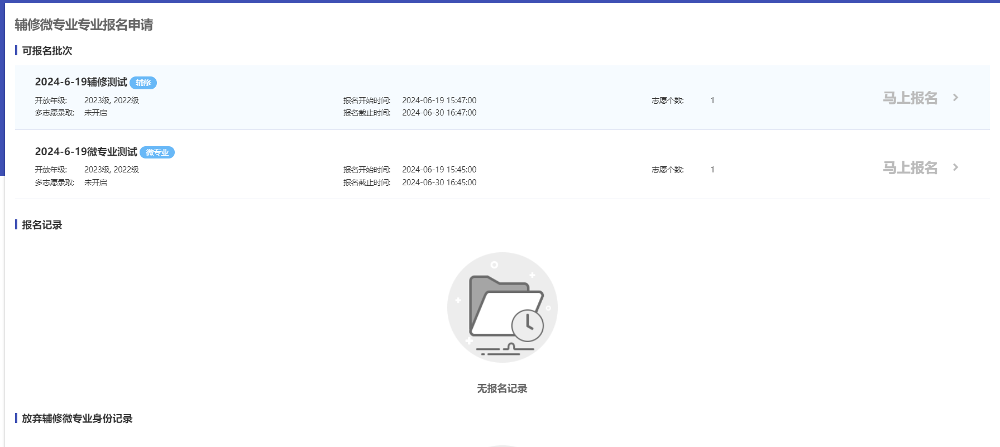 辅修微专业专业报名申请
可报名批次
2024-6-19辅修测试 辅修
开放年级: 2023级, 2022级 报名开始时间: 2024-06-19 15:47:00 志愿个数: 1 马上报名
多志愿录取: 未开启 报名截止时间: 2024-06-30 16:47:00
2024-6-19微专业测试 微专业
开放年级: 2023级, 2022级 报名开始时间: 2024-06-19 15:45:00 志愿个数: 1 马上报名
多志愿录取: 未开启 报名截止时间: 2024-06-30 16:45:00
报名记录
无报名记录
放弃辅修微专业身份记录